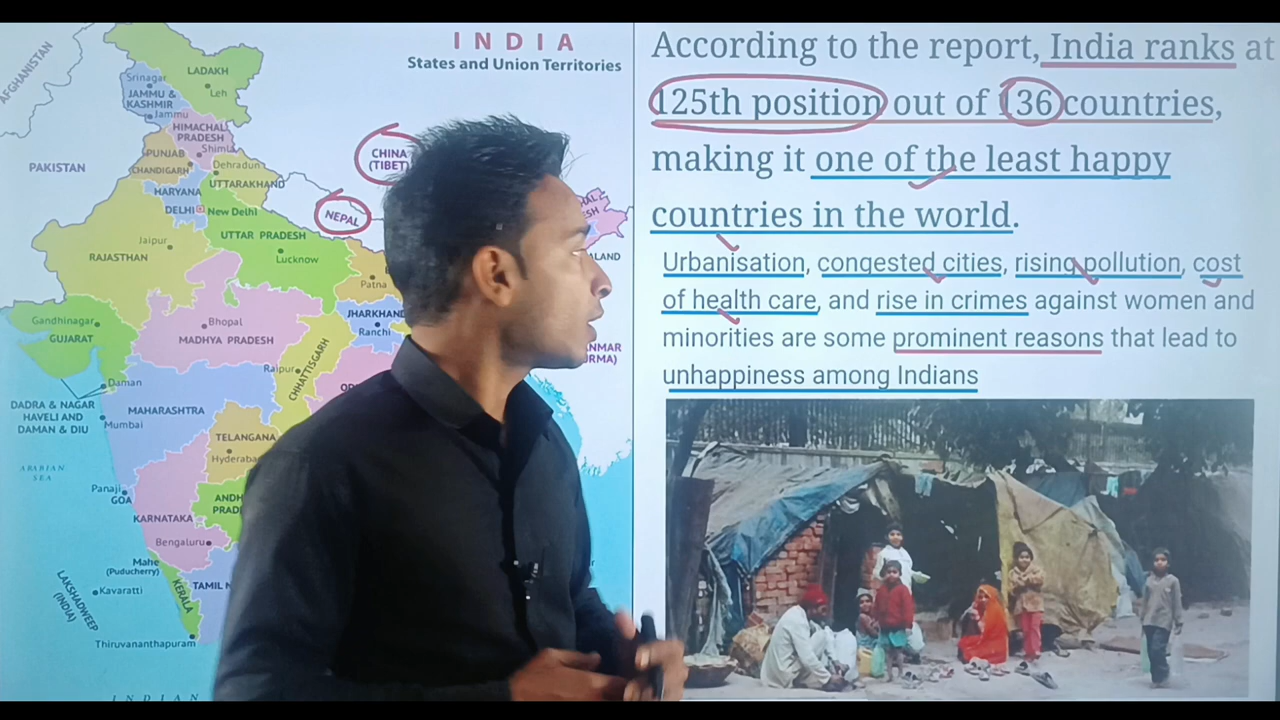 INDIA
States and Union Territories
AFGHANISTAN
LADAKH
Leh
Srinagar
JAMMU &
KASHMIR
Jammu
HIMACHAL
PRADESH
Shimla
PUNJAB
CHANDIGARH
Dehradun
UTTARAKHAND
PAKISTAN
CHINA
(TIBET)
NEPAL
HARYANA
DELHI
New Delhi
UTTAR PRADESH
Lucknow
Jaipur
RAJASTHAN
Patna
JHARKHAND
Ranchi
Gandhinagar
GUJARAT
Bhopal
MADHYA PRADESH
Raipur
CHHATTISGARH
Daman
DADRA & NAGAR
HAVELI AND
DAMAN & DIU
MAHARASHTRA
Mumbai
TELANGANA
Hyderabad
ARABIAN
SEA
Panaji
GOA
ANDH
PRAD
KARNATAKA
Bengaluru
Mahe
(Puducherry)
LAKSHADWEEP
(INDIA)
Kavaratti
KERALA
TAMIL N
Thiruvananthapuram
INDIAN
According to the report, India ranks at
125th position out of 136 countries,
making it one of the least happy
countries in the world.
Urbanisation, congested cities, rising pollution, cost
of health care, and rise in crimes against women and
minorities are some prominent reasons that lead to
unhappiness among Indians